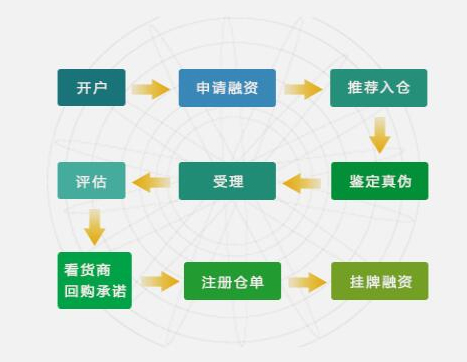 开户
申请融资
推荐入仓
鉴定真伪
受理
评估
看货商
回购承诺
注册仓单
挂牌融资